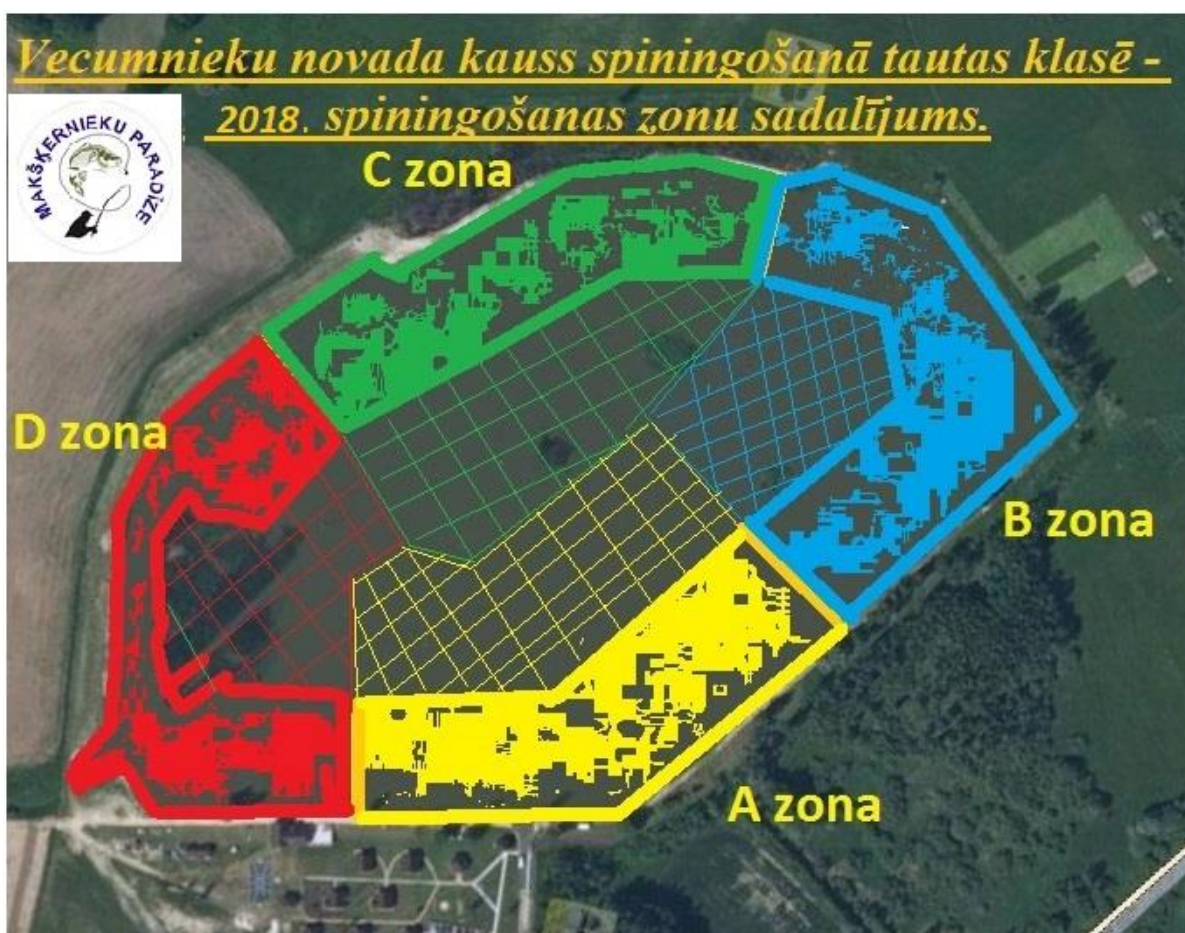 Vecumnieku novada kauss spiningošanā tautas klasē -
2018. spiningošanas zonu sadalījums.
MAKŠĶERNIEKU PARADĪZE
C zona
D zona
B zona
A zona